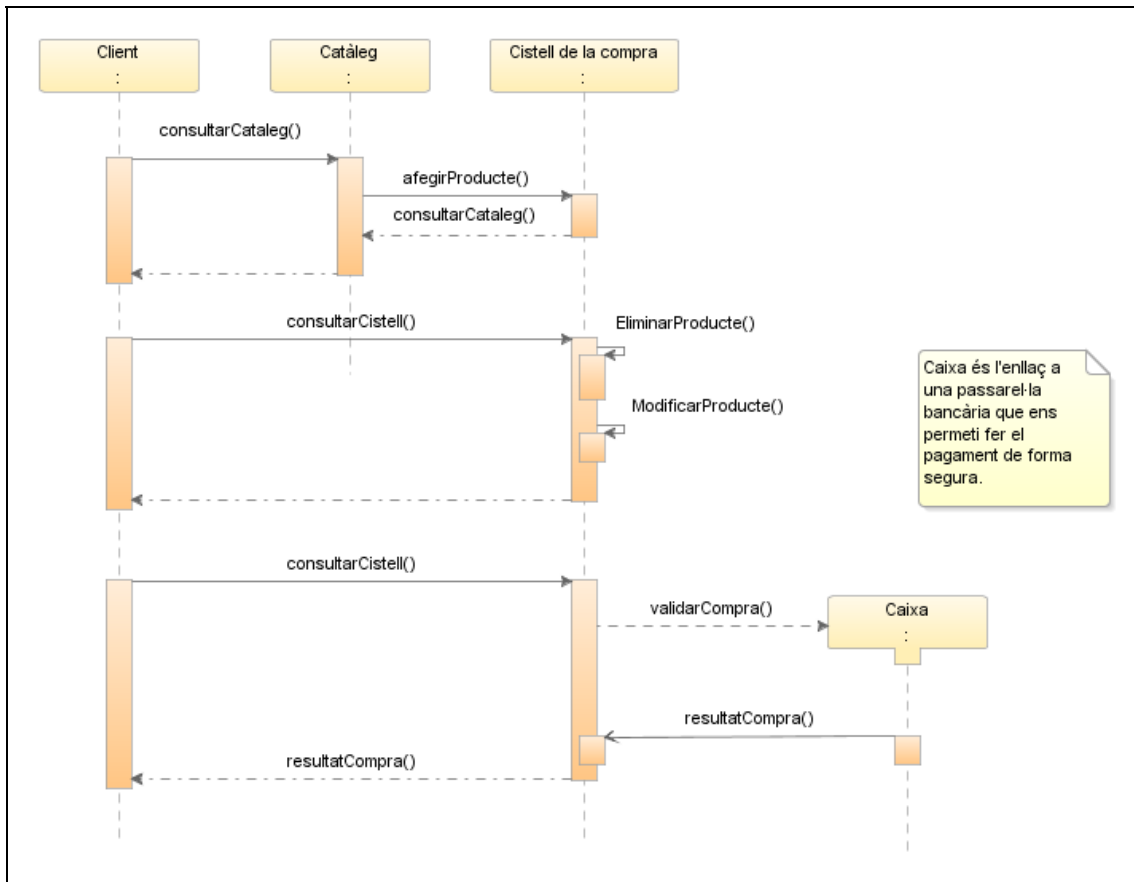 Client
:
Catàleg
:
Cistell de la compra
:
consultarCataleg()
afegirProducte()
consultarCataleg()
consultarCistell()
EliminarProducte()
ModificarProducte()
Caixa és l'enllaç a
una passarel·la
bancària que ens
permeti fer el
pagament de forma
segura.
consultarCistell()
validarCompra()
Caixa
:
resultatCompra()
resultatCompra()